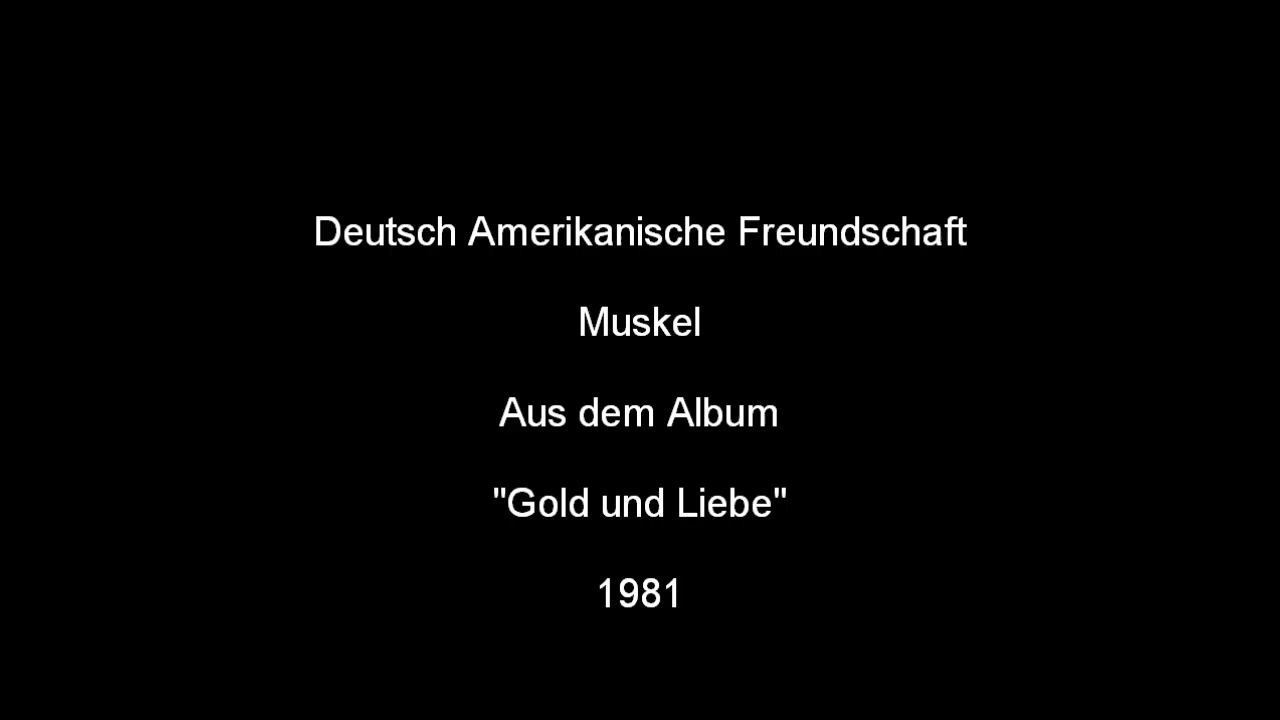 Deutsch Amerikanische Freundschaft
Muskel
Aus dem Album
"Gold und Liebe"
1981